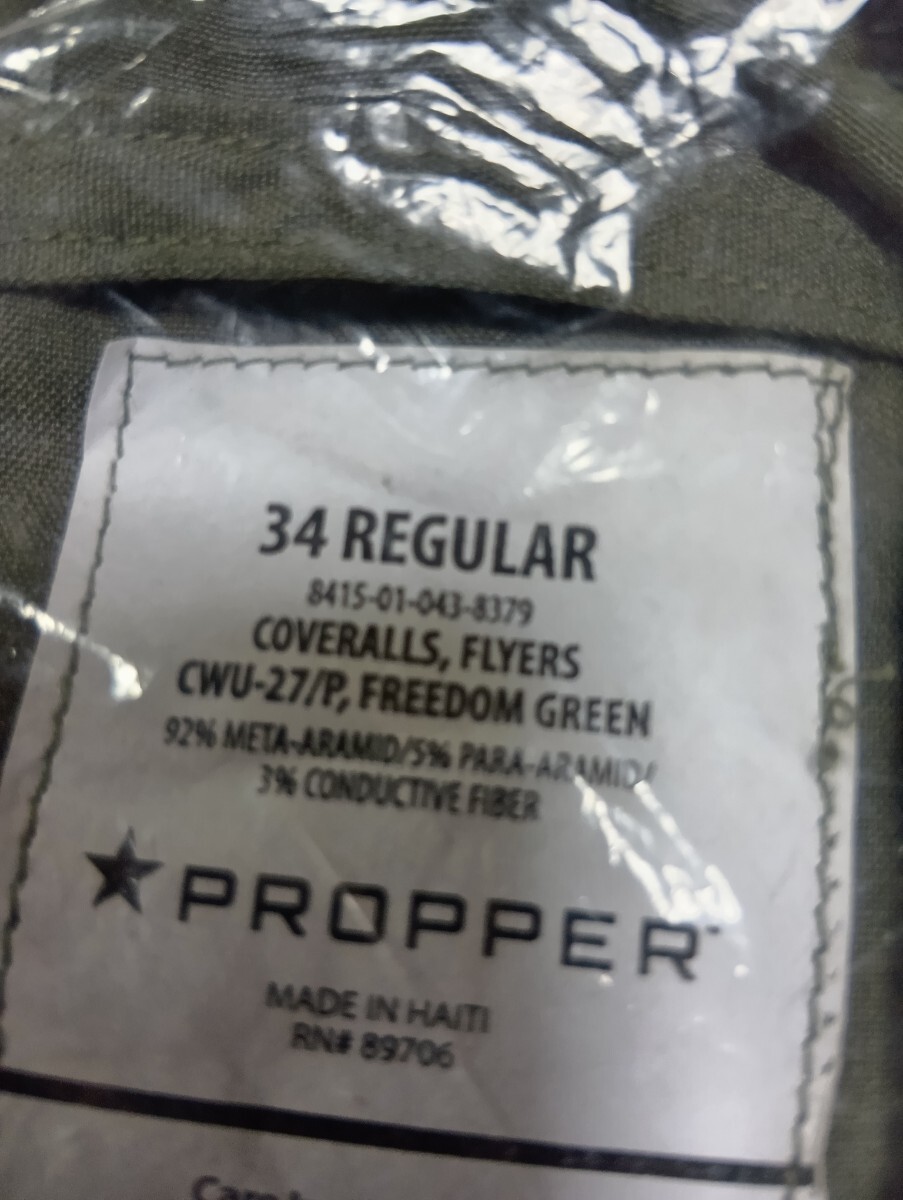 34 REGULAR
8415-01-043-8379
COVERALLS, FLYERS
CWU-27/P, FREEDOM GREEN
92% META-ARAMID/5% PARA-ARAMID/
3% CONDUCTIVE FIBER
PROPPER
MADE IN HAITI
RN# 89706